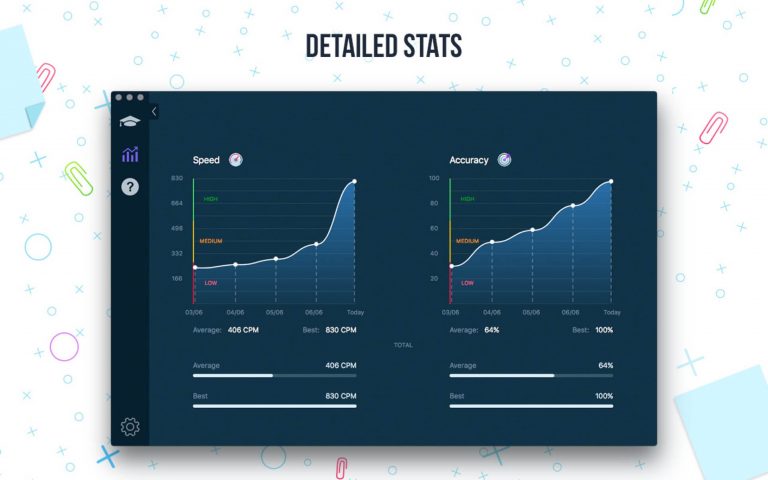 DETAILED STATS
Speed
830
664
498
332
166
HIGH
MEDIUM
LOW
03/06 04/06 05/06 06/06 Today
Average: 406 CPM Best: 830 CPM
Accuracy
100
80
60
40
20
HIGH
MEDIUM
LOW
03/06 04/06 05/06 06/06 Today
Average: 64% Best: 100%
TOTAL
Average 406 CPM
Best 830 CPM
Average 64%
Best 100%